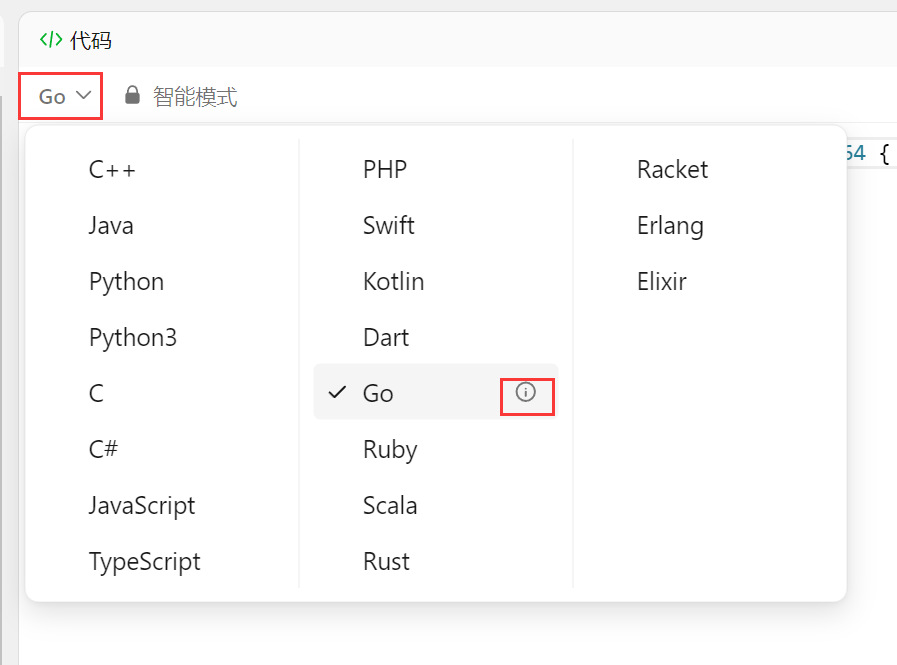 </> 代码
Go
智能模式
64 {
C++
Java
Python
Python3
C
C#
JavaScript
TypeScript
PHP
Swift
Kotlin
Dart
Go
Ruby
Scala
Rust
Racket
Erlang
Elixir